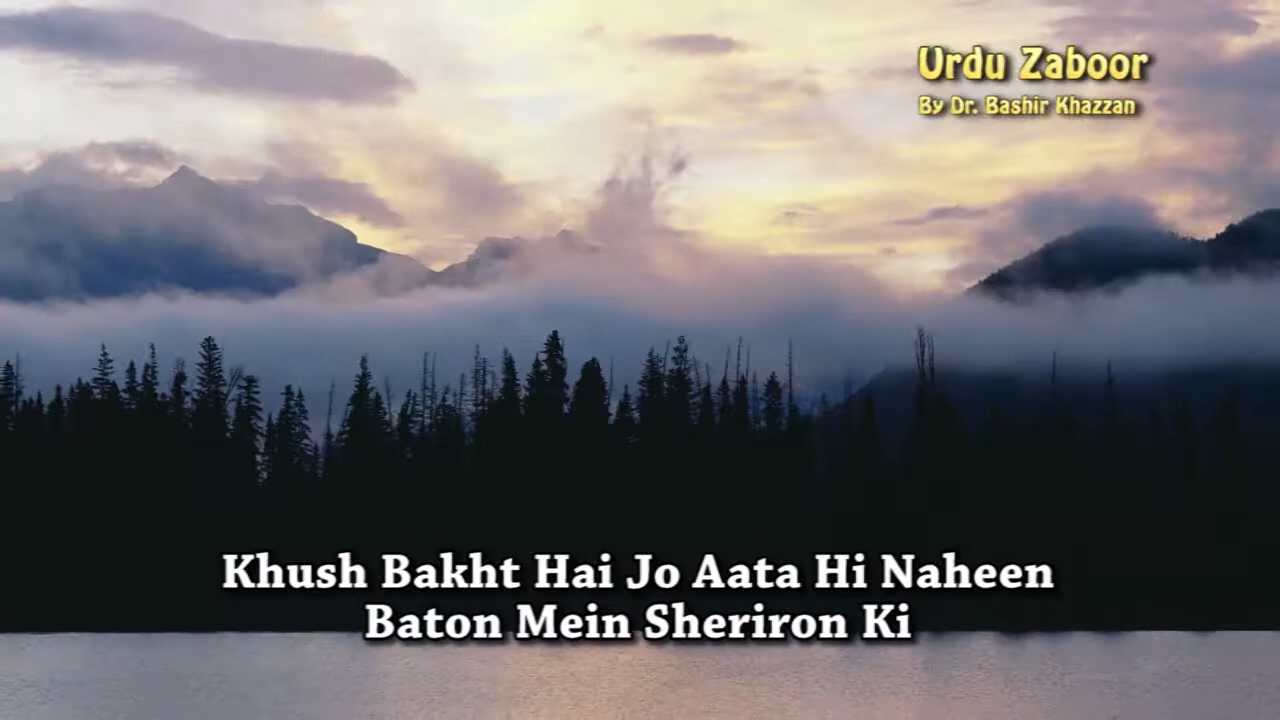 Urdu Zaboor
By Dr. Bashir Khazzan
Khush Bakht Hai Jo Aata Hi Naheen
Baton Mein Sheriron Ki